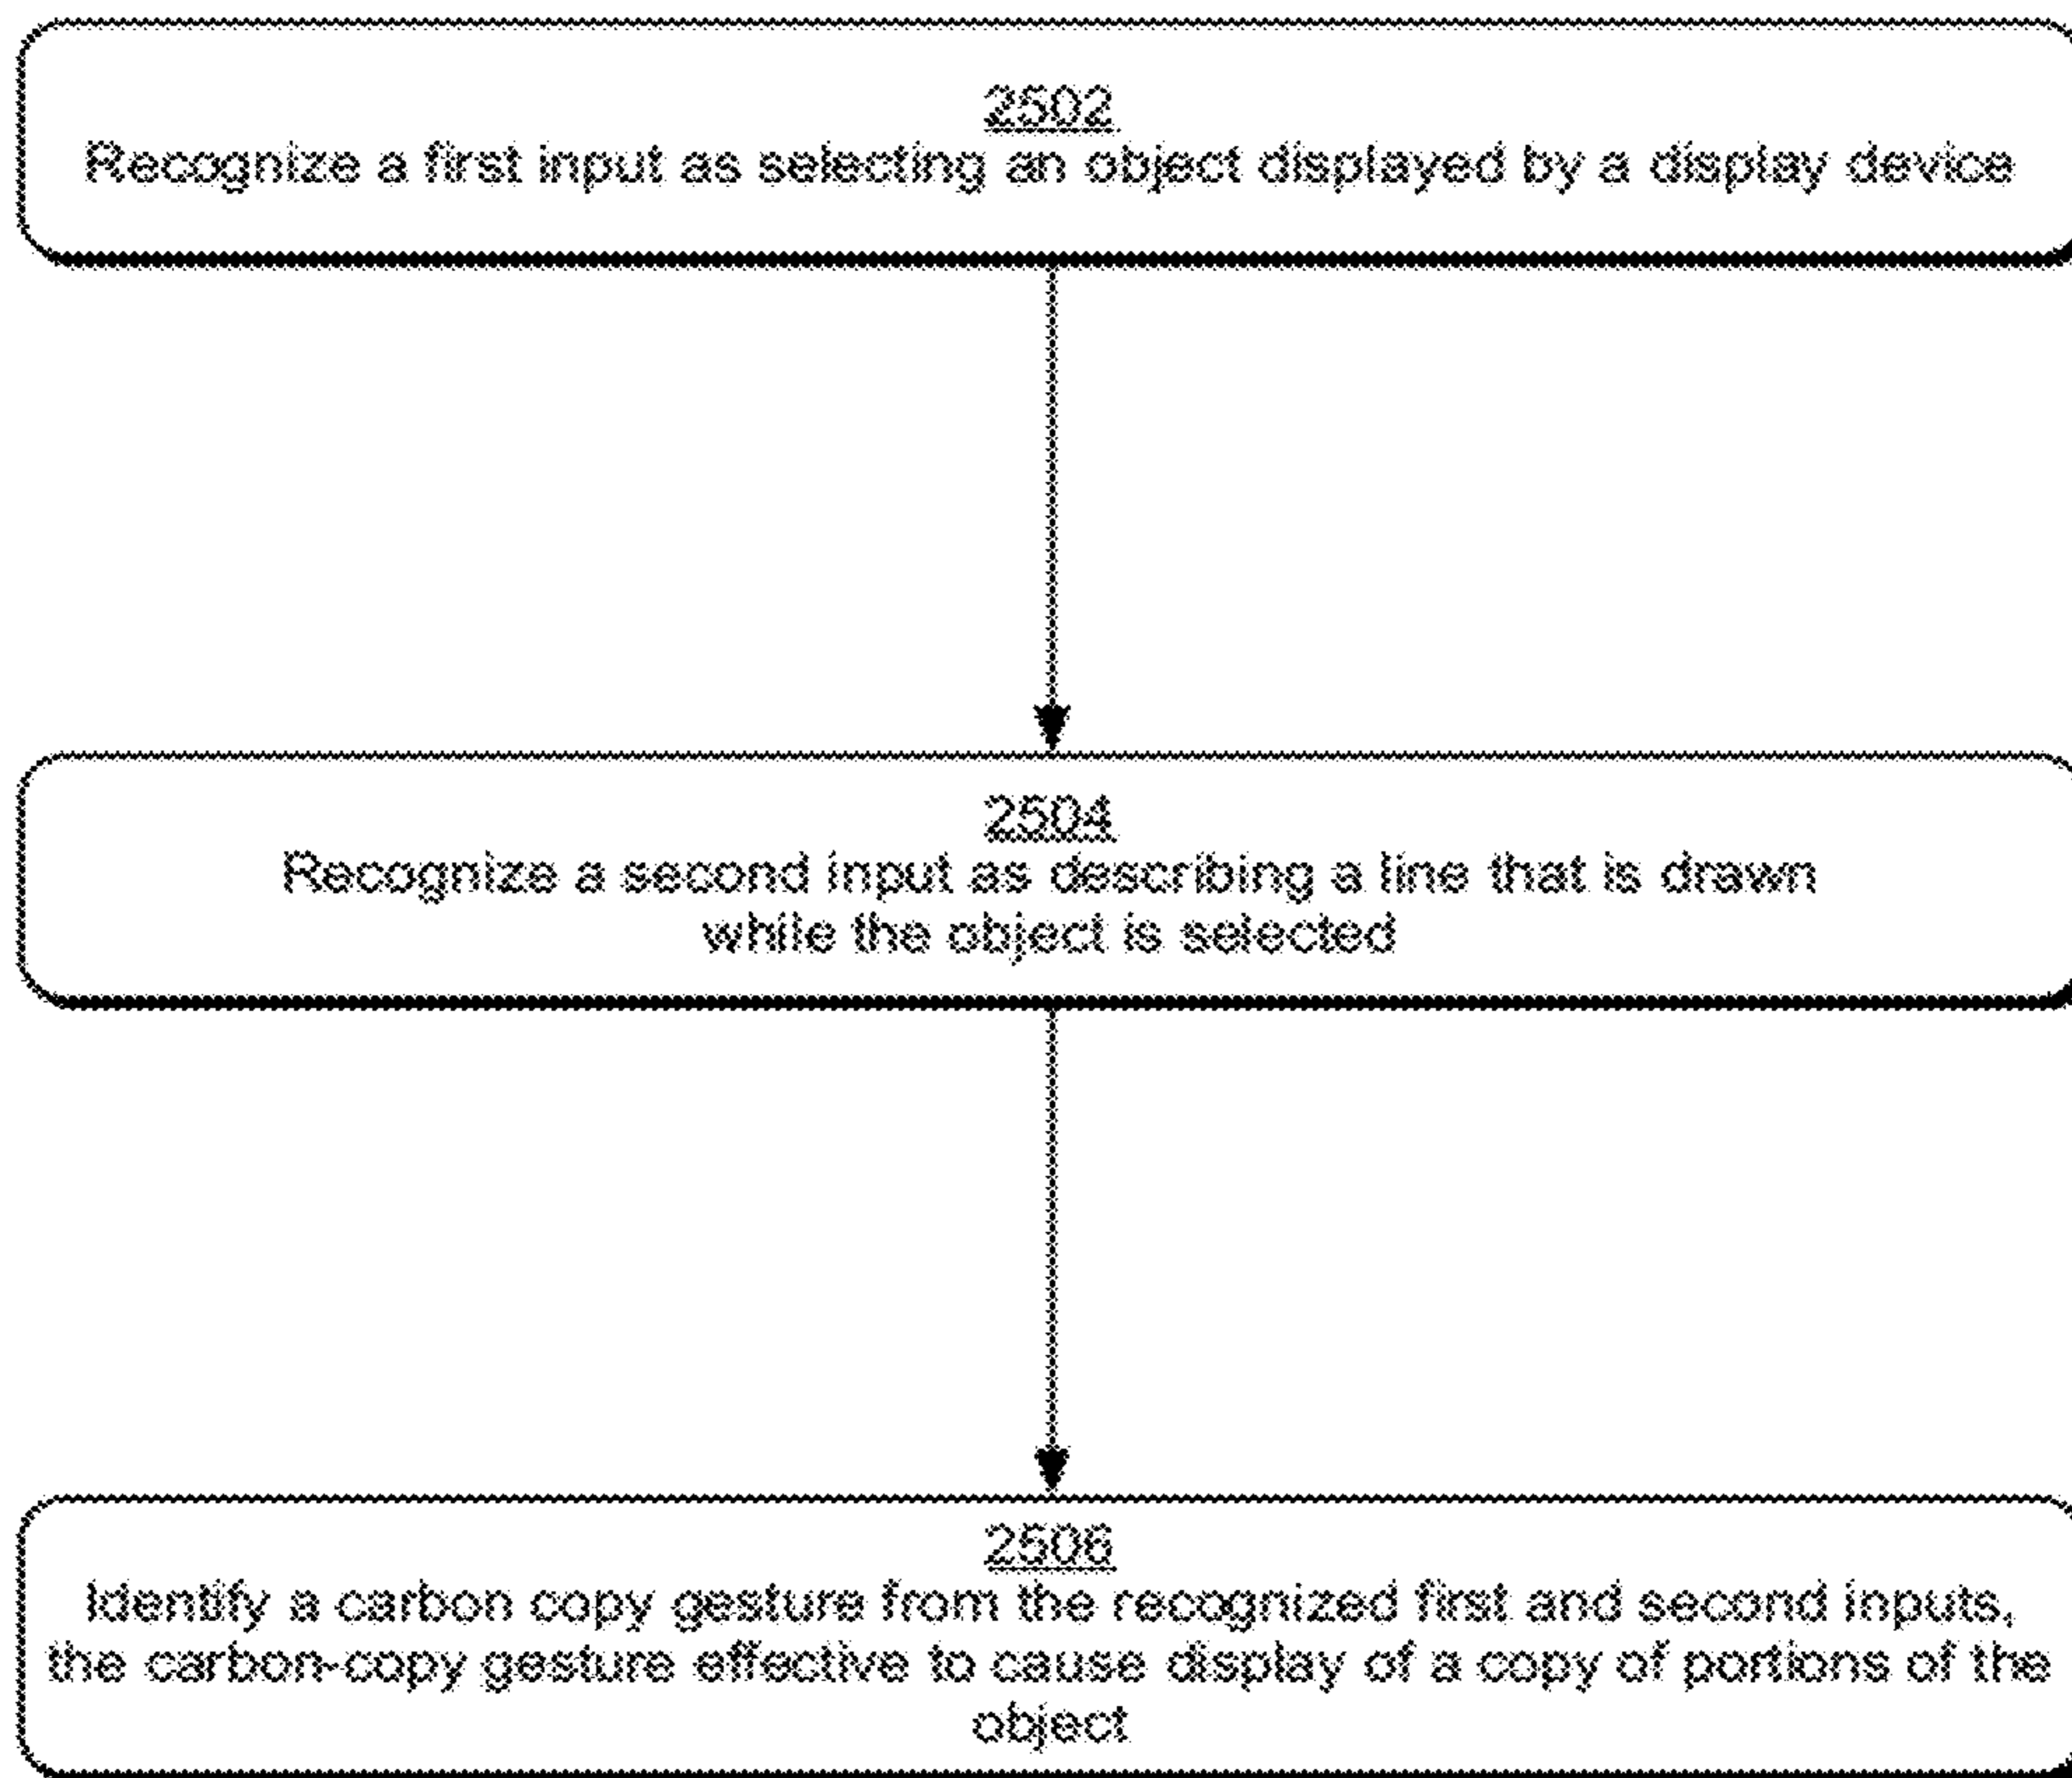 2502
Recognize a first input as selecting an object displayed by a display device
2504
Recognize a second input as describing a line that is drawn
while the object is selected
2506
Identify a carbon copy gesture from the recognized first and second inputs,
the carbon-copy gesture effective to cause display of a copy of portions of the
object